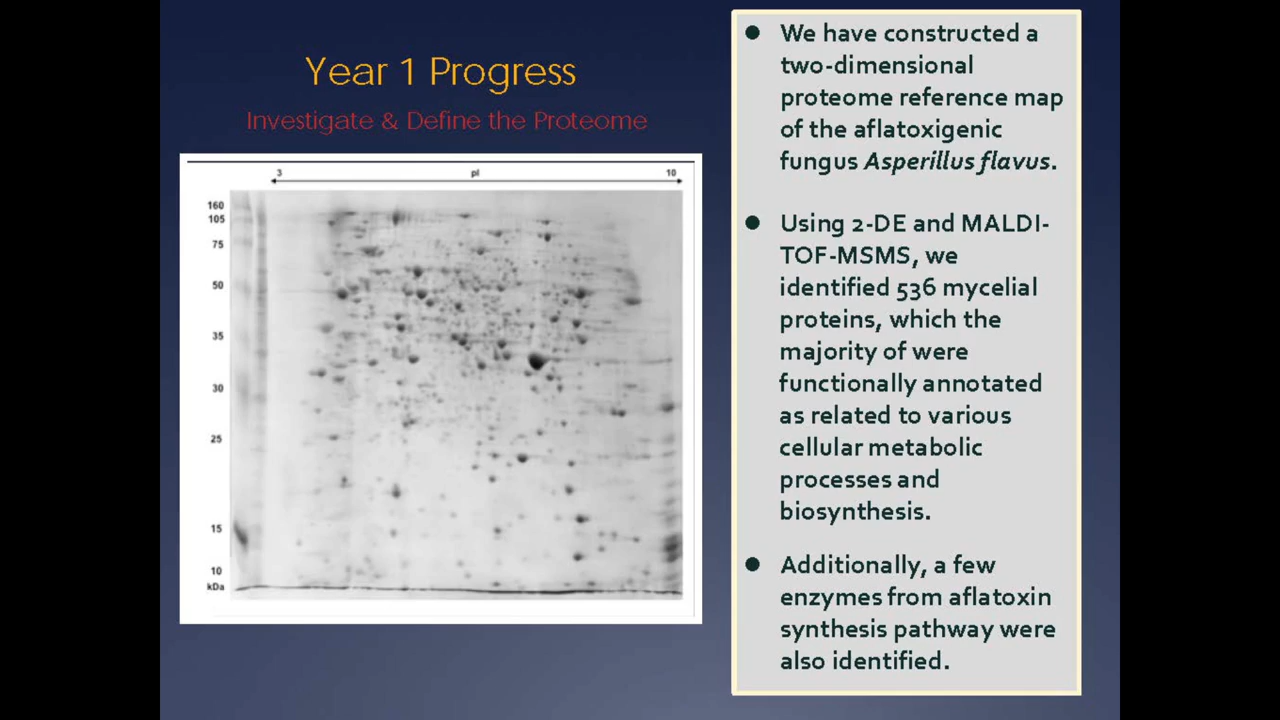 Year 1 Progress
Investigate & Define the Proteome
3 pI 10
160
105
75
50
35
30
25
15
10
kDa
● We have constructed a
two-dimensional
proteome reference map
of the aflatoxigenic
fungus Asperillus flavus.
● Using 2-DE and MALDI-
TOF-MSMS, we
identified 536 mycelial
proteins, which the
majority of were
functionally annotated
as related to various
cellular metabolic
processes and
biosynthesis.
● Additionally, a few
enzymes from aflatoxin
synthesis pathway were
also identified.